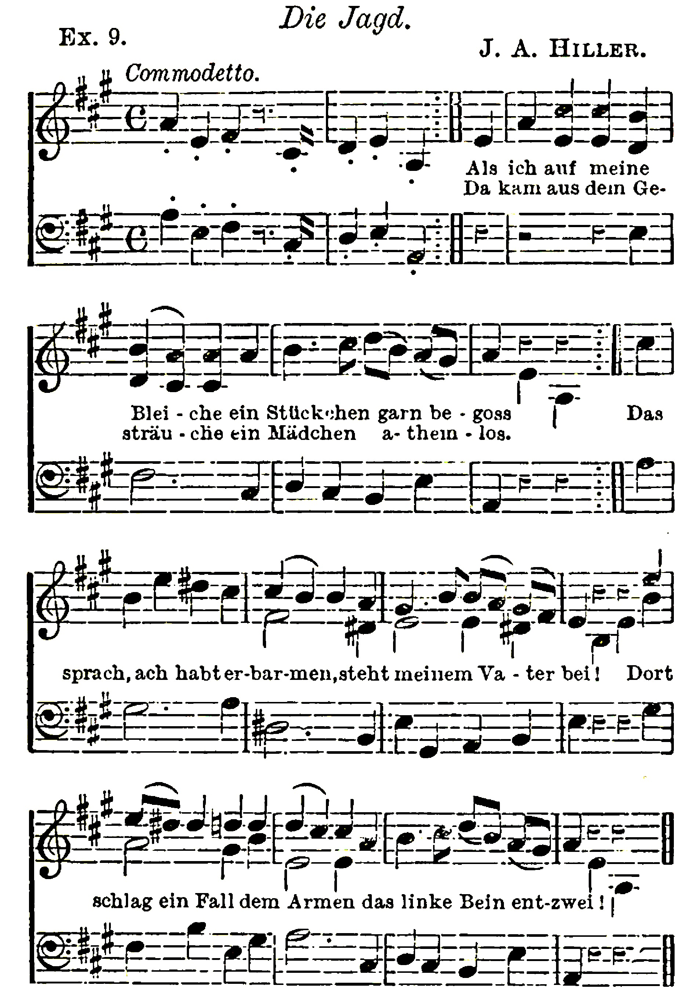 Die Jagd.
Ex. 9.
J. A. HILLER.
Commodetto.
Als ich auf meine
Da kam aus dem Ge-
Blei - che ein Stückchen garn be - goss Das
sträu - che ein Mädchen a- them - los.
sprach, ach habt er-bar-men, steht meinem Va - ter bei! Dort
schlag ein Fall dem Armen das linke Bein ent-zwei!